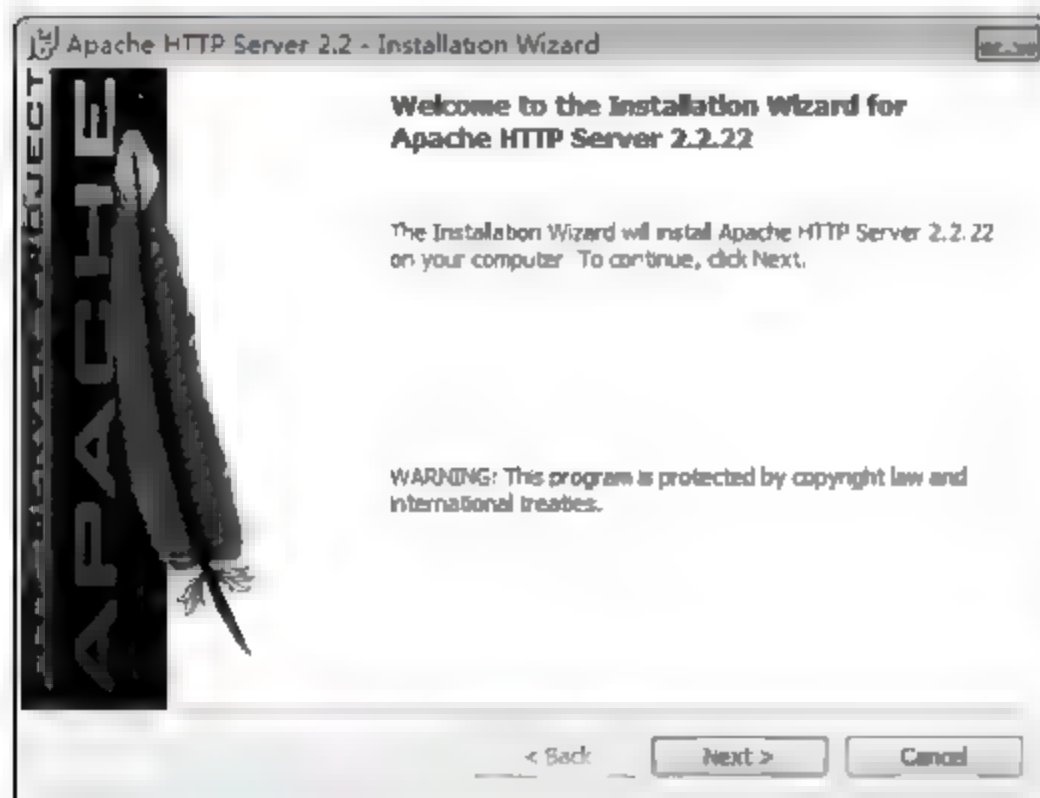 Apache HTTP Server 2.2 - Installation Wizard
Welcome to the Installation Wizard for
Apache HTTP Server 2.2.22
The Installation Wizard will install Apache HTTP Server 2.2.22
on your computer. To continue, click Next.
WARNING: This program is protected by copyright law and
international treaties.
APACHE
< Back
Next >
Cancel